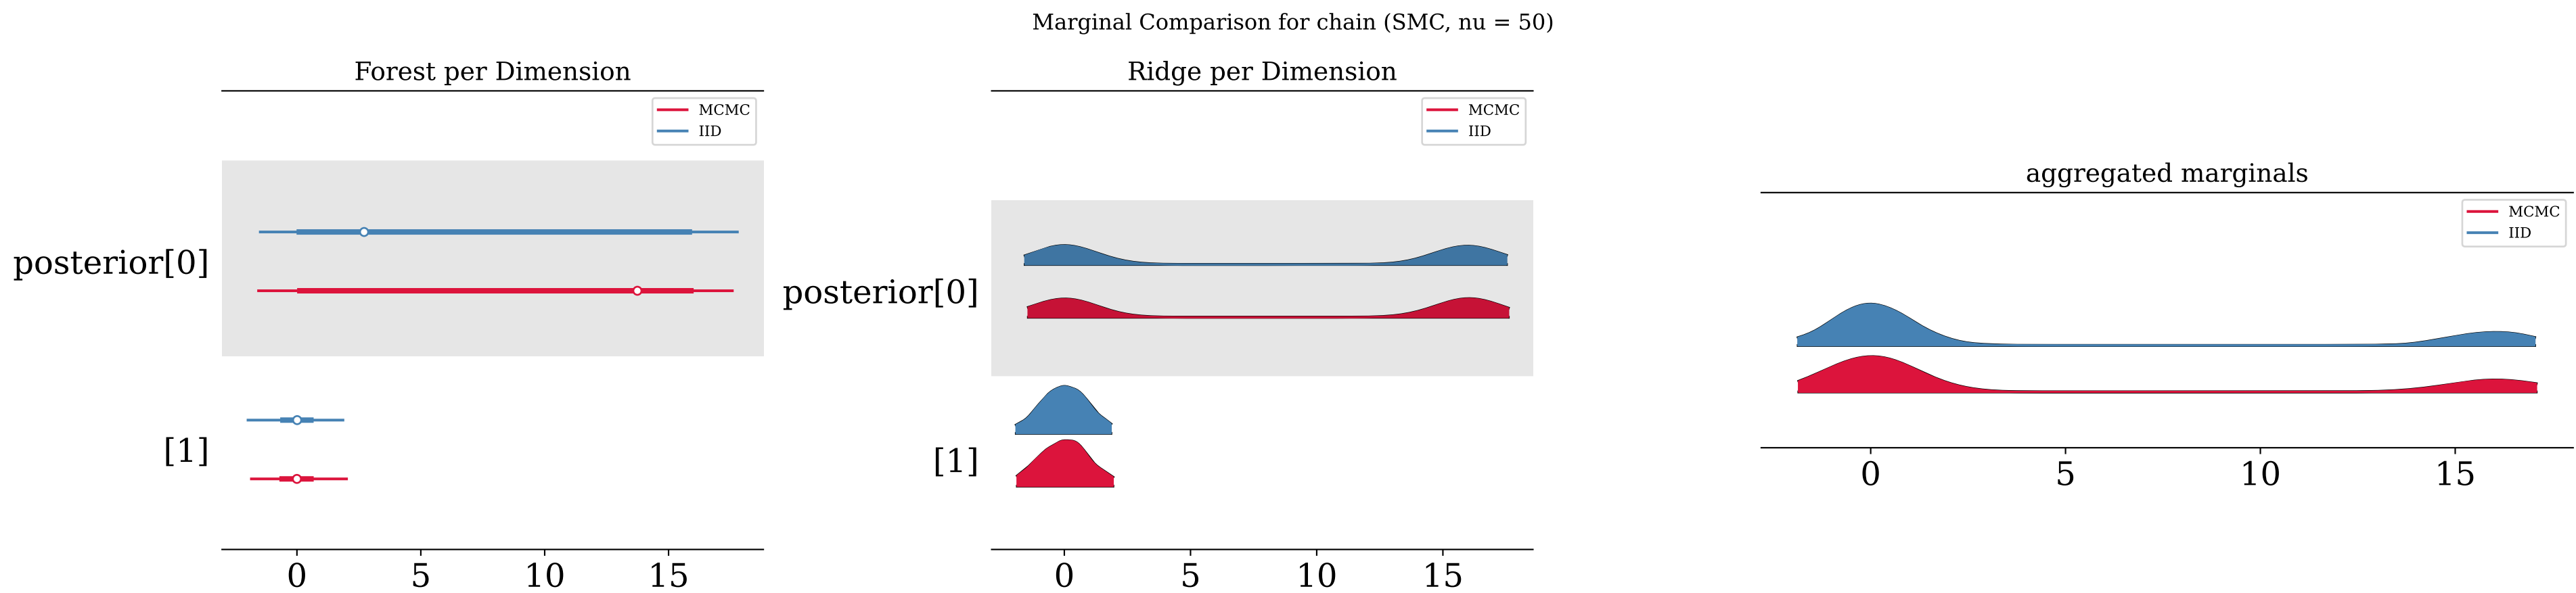 Marginal Comparison for chain (SMC, nu = 50)
Forest per Dimension
MCMC
IID
posterior[0]
[1]
0 5 10 15
Ridge per Dimension
MCMC
IID
posterior[0]
[1]
0 5 10 15
aggregated marginals
MCMC
IID
0 5 10 15